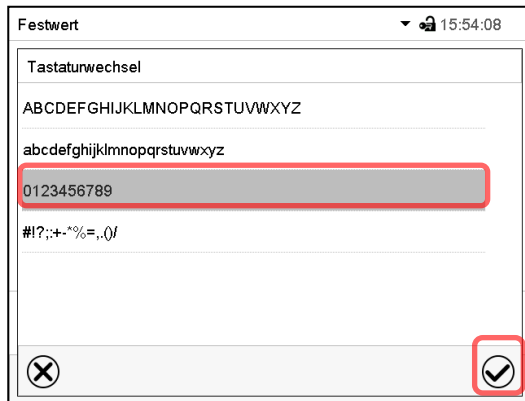 Festwert 15:54:08
Tastaturwechsel
ABCDEFGHIJKLMNOPQRSTUVWXYZ
abcdefghijklmnopqrstuvwxyz
0123456789
#!?;:+-*%=,.()/